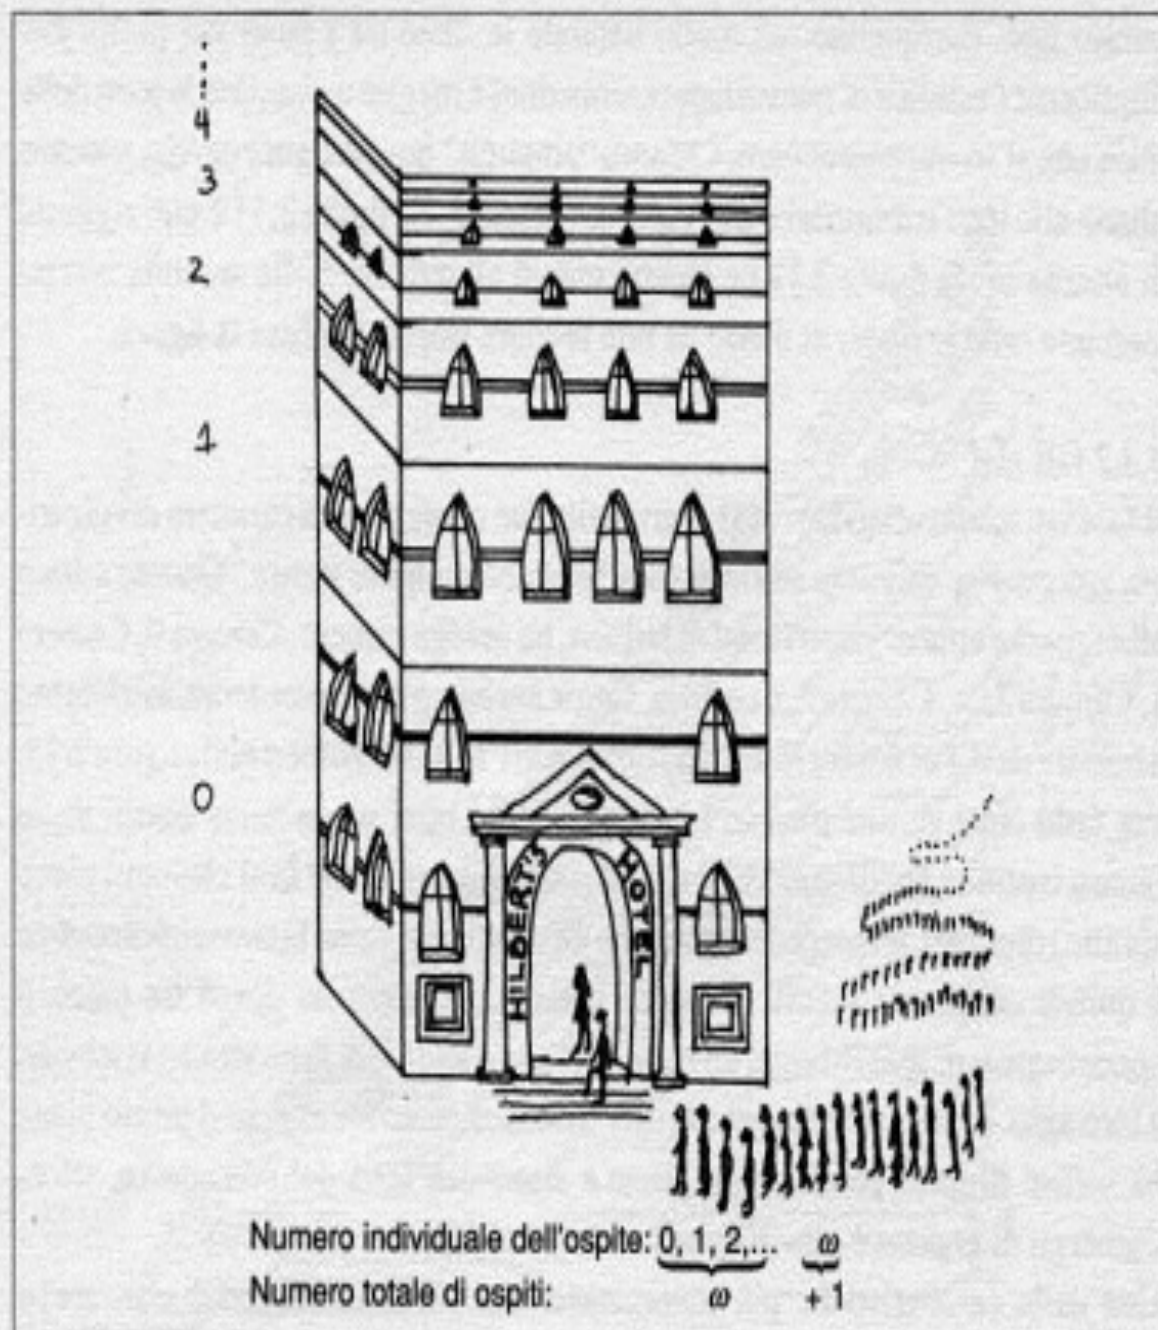 4
3
2
1
0
HILBERT'S HOTEL
Numero individuale dell'ospite: 0, 1, 2,... ω
Numero totale di ospiti: ω + 1